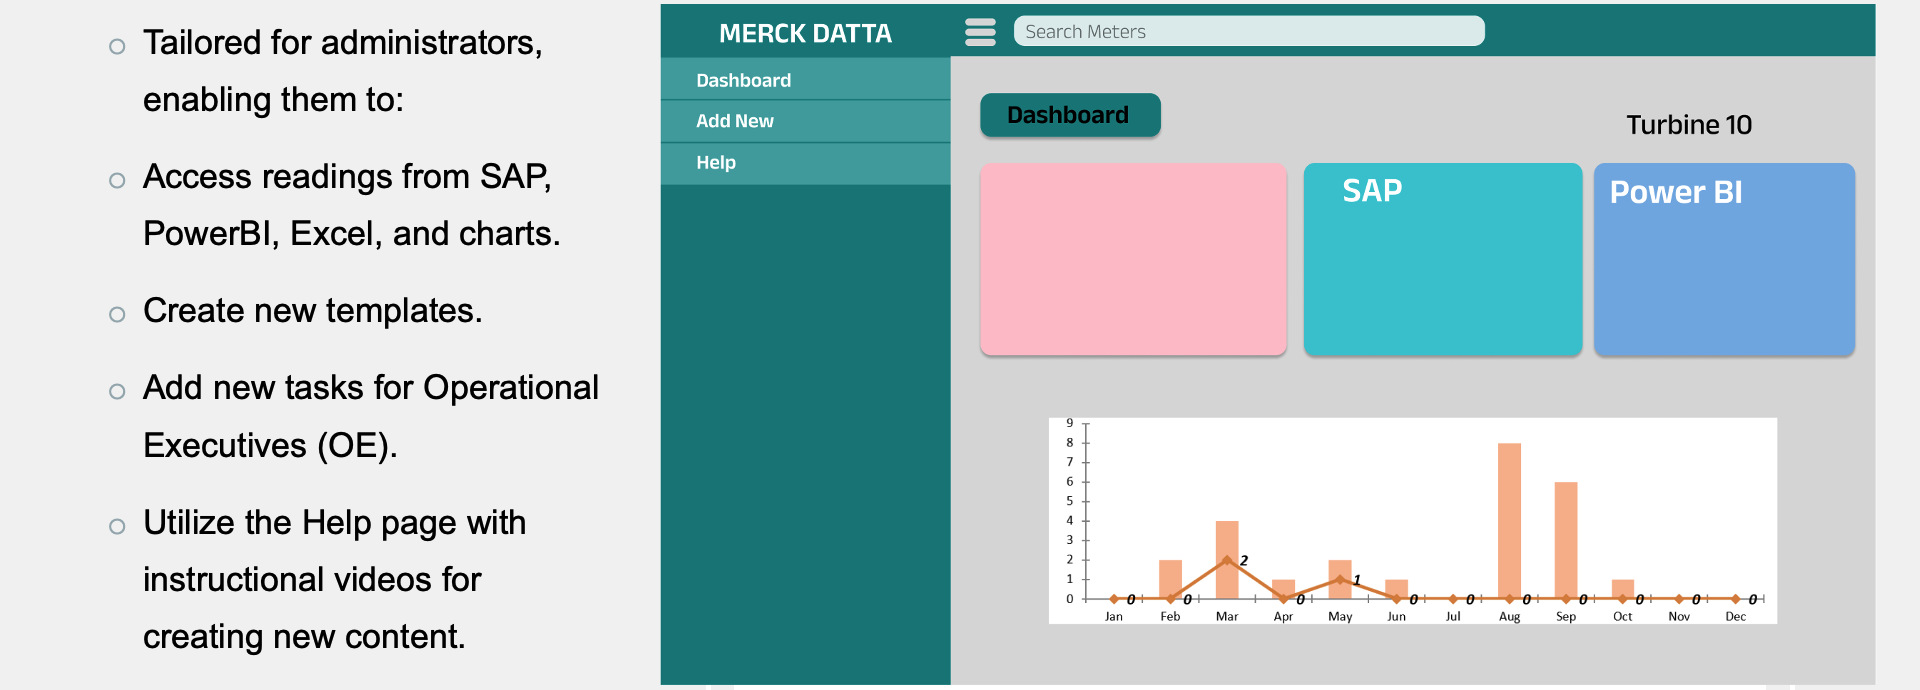 Tailored for administrators,
enabling them to:
Access readings from SAP,
PowerBI, Excel, and charts.
Create new templates.
Add new tasks for Operational
Executives (OE).
Utilize the Help page with
instructional videos for
creating new content.
MERCK DATTA
Search Meters
Dashboard
Add New
Help
Dashboard
Turbine 10
SAP
Power BI
9
8
7
6
5
4
3
2
1
0
0 0 2 0 1 0 0 0 0 0 0 0
Jan Feb Mar Apr May Jun Jul Aug Sep Oct Nov Dec